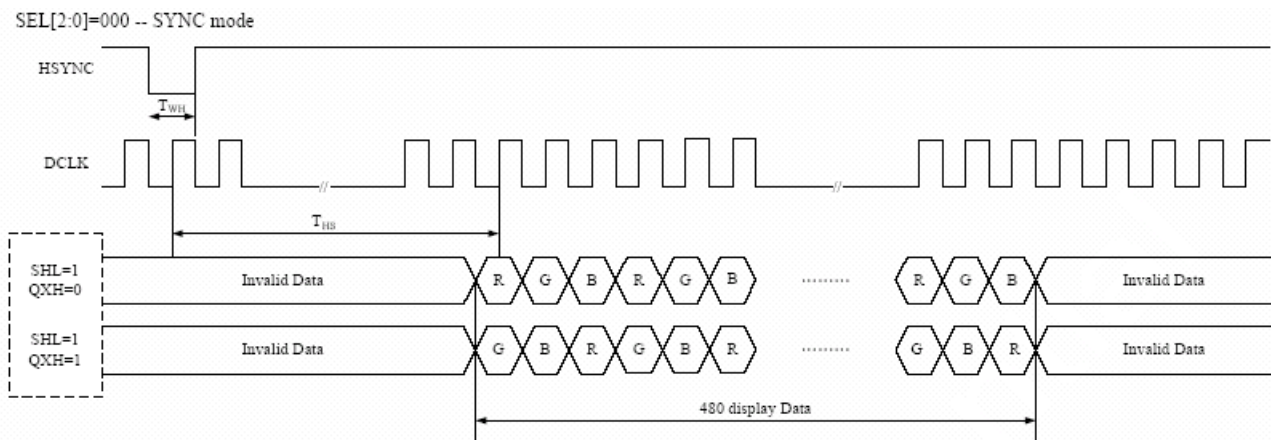 SEL[2:0]=000 -- SYNC mode
HSYNC
TWH
DCLK
//
//
THS
SHL=1
QXH=0
Invalid Data
R G B R G B ......... R G B
Invalid Data
SHL=1
QXH=1
Invalid Data
G B R G B R ......... G B R
Invalid Data
480 display Data